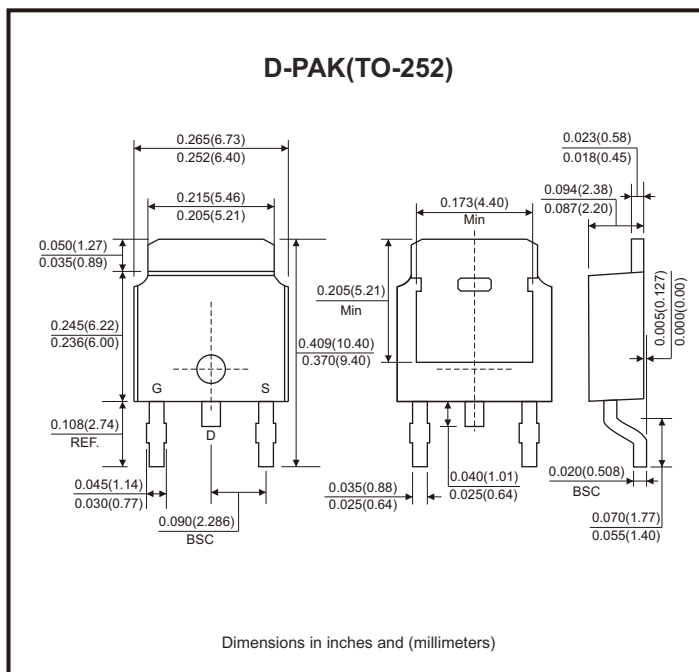 D-PAK(TO-252)
0.265(6.73)
0.252(6.40)
0.215(5.46)
0.205(5.21)
0.050(1.27)
0.035(0.89)
0.245(6.22)
0.236(6.00)
0.108(2.74)
REF.
0.045(1.14)
0.030(0.77)
0.090(2.286)
BSC
G
S
D
0.409(10.40)
0.370(9.40)
0.173(4.40)
Min
0.205(5.21)
Min
0.035(0.88)
0.025(0.64)
0.040(1.01)
0.025(0.64)
0.023(0.58)
0.018(0.45)
0.094(2.38)
0.087(2.20)
0.005(0.127)
0.000(0.00)
0.020(0.508)
BSC
0.070(1.77)
0.055(1.40)
Dimensions in inches and (millimeters)